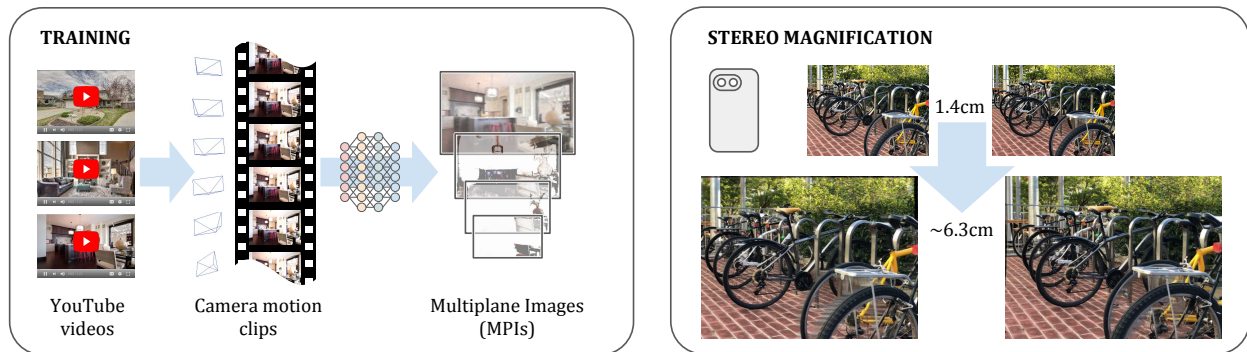 TRAINING
YouTube
videos
Camera motion
clips
Multiplane Images
(MPIs)
STEREO MAGNIFICATION
1.4cm
~6.3cm